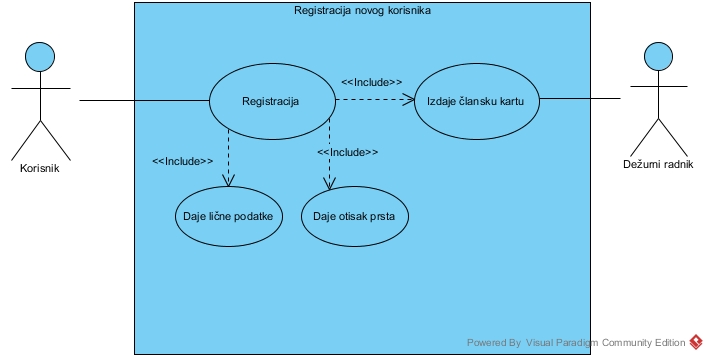 Registracija novog korisnika
<<Include>>
Registracija
Izdaje člansku kartu
<<Include>>
<<Include>>
Korisnik
Dežurni radnik
Daje lične podatke
Daje otisak prsta
Powered By Visual Paradigm Community Edition